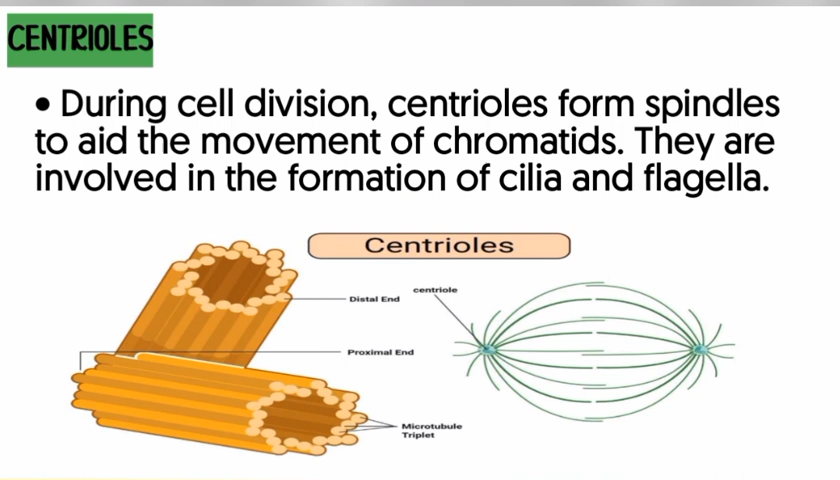 CENTRIOLES
• During cell division, centrioles form spindles
to aid the movement of chromatids. They are
involved in the formation of cilia and flagella.
Centrioles
centriole
Distal End
Proximal End
Microtubule
Triplet